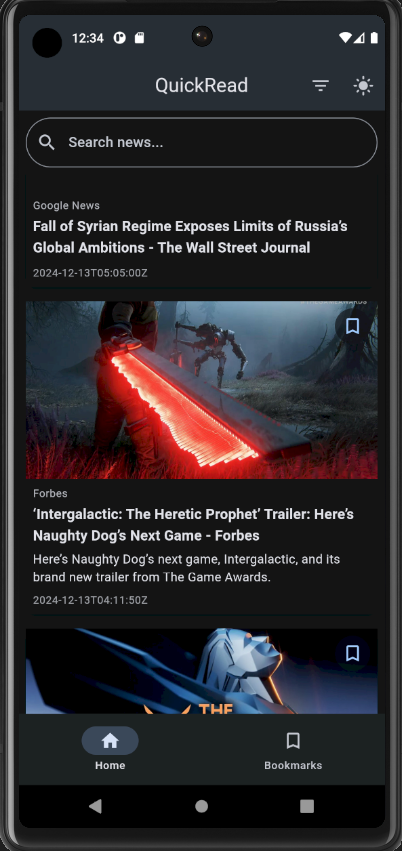 12:34
QuickRead
Search news...
Google News
Fall of Syrian Regime Exposes Limits of Russia's
Global Ambitions - The Wall Street Journal
2024-12-13T05:05:00Z
Forbes
‘Intergalactic: The Heretic Prophet’ Trailer: Here’s
Naughty Dog’s Next Game - Forbes
Here’s Naughty Dog’s next game, Intergalactic, and its
brand new trailer from The Game Awards.
2024-12-13T04:11:50Z
THE
Home
Bookmarks